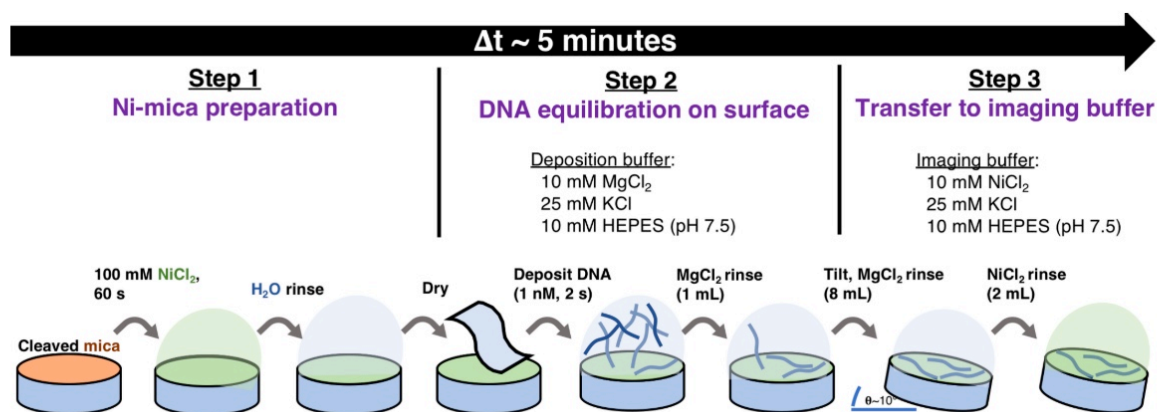 Δt ~ 5 minutes
Step 1
Ni-mica preparation
Step 2
DNA equilibration on surface
Deposition buffer:
10 mM MgCl₂
25 mM KCl
10 mM HEPES (pH 7.5)
Step 3
Transfer to imaging buffer
Imaging buffer:
10 mM NiCl₂
25 mM KCl
10 mM HEPES (pH 7.5)
Cleaved mica
100 mM NiCl₂,
60 s
H₂O rinse
Dry
Deposit DNA
(1 nM, 2 s)
MgCl₂ rinse
(1 mL)
Tilt, MgCl₂ rinse
(8 mL)
θ~10°
NiCl₂ rinse
(2 mL)